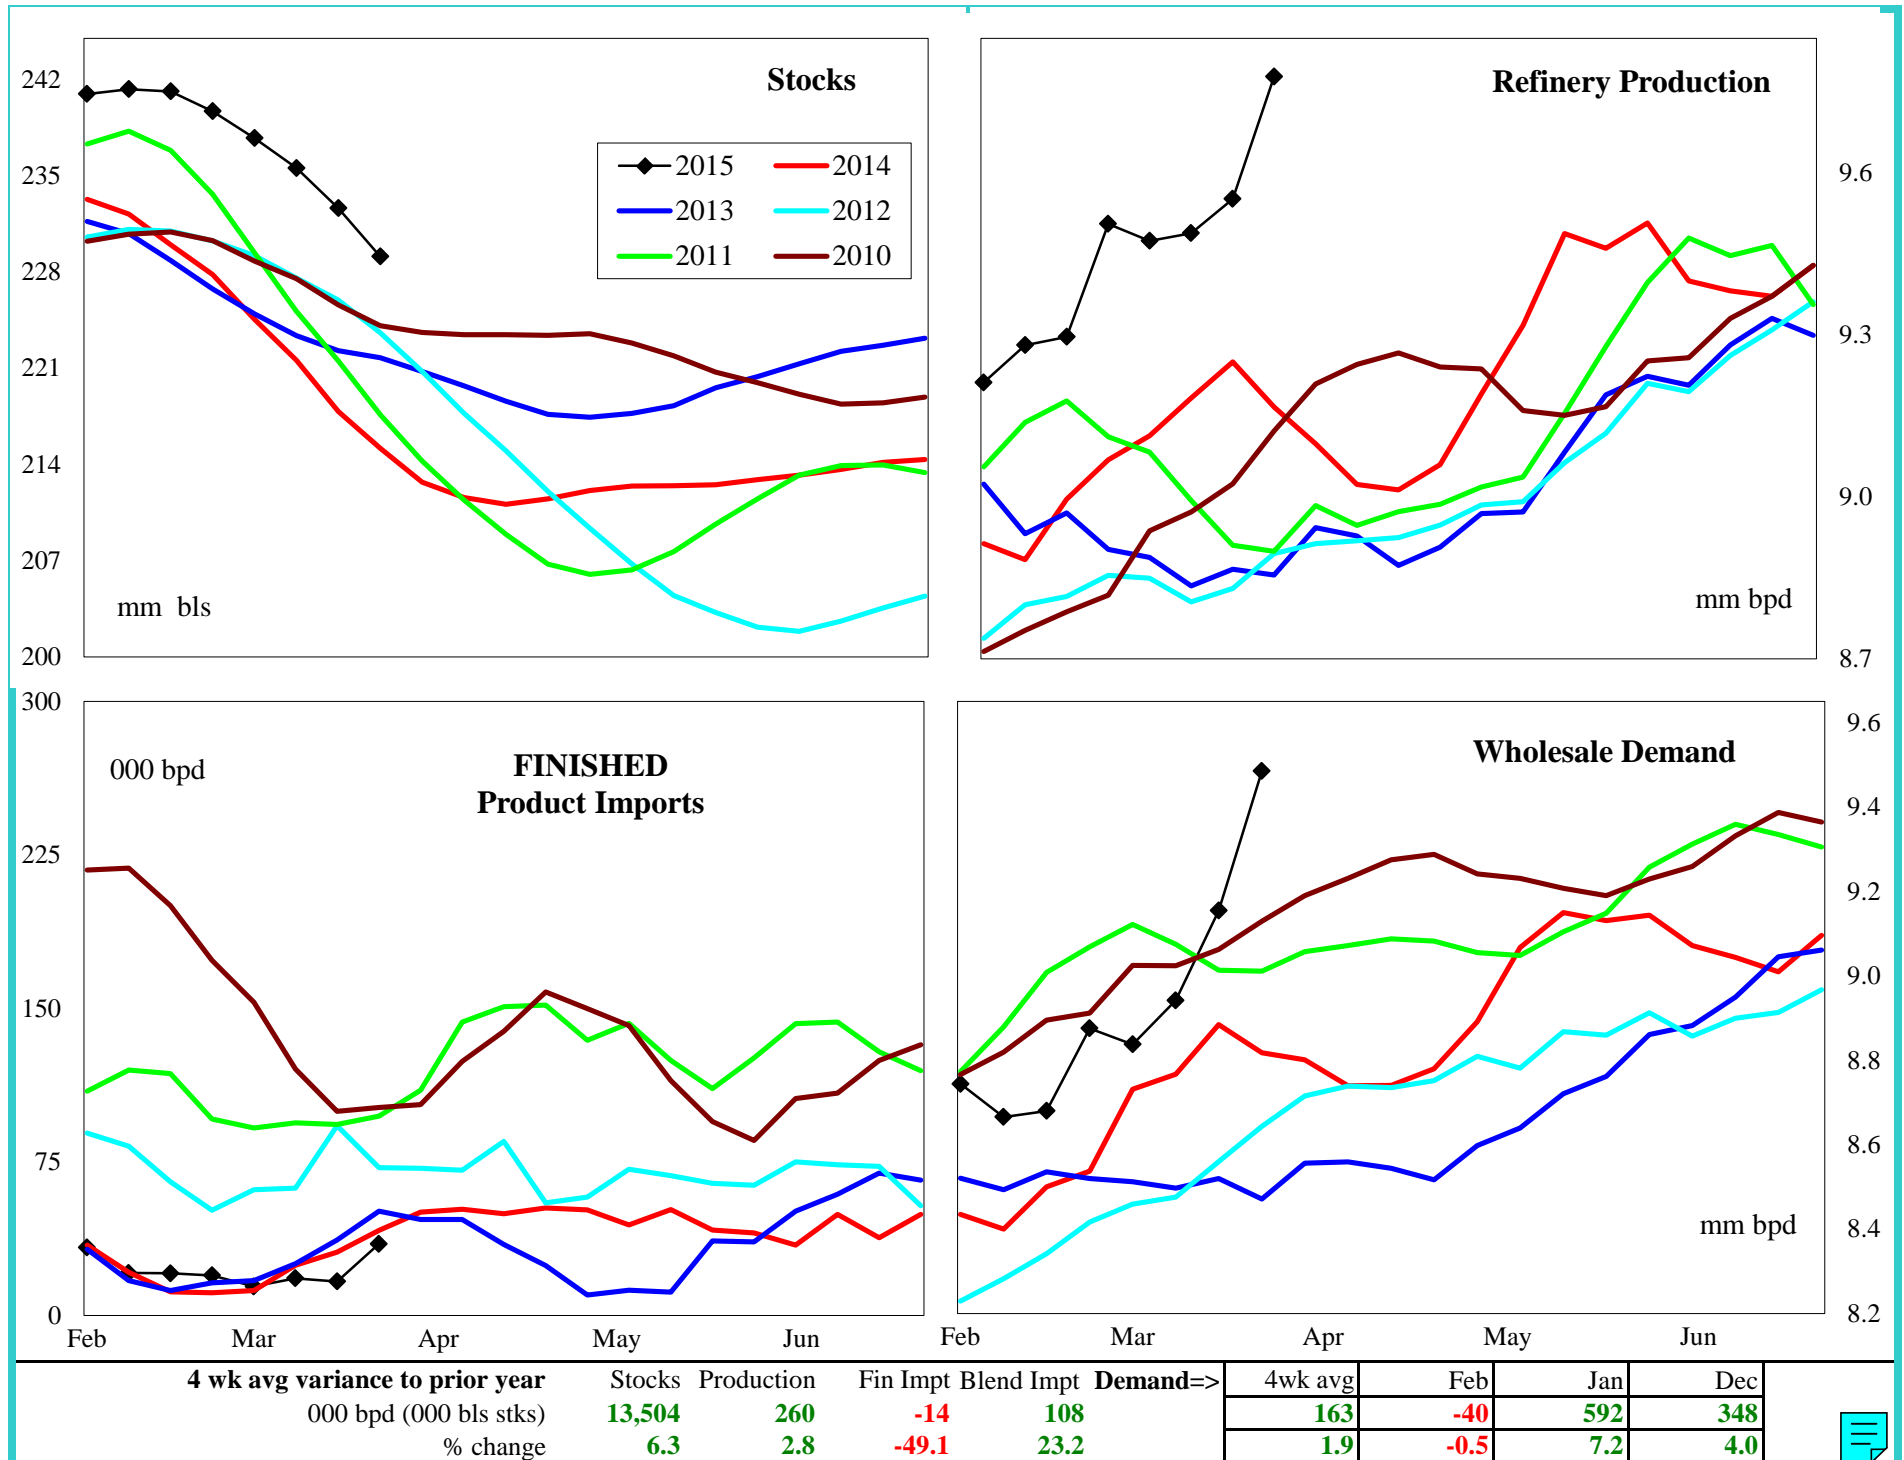 Stocks
242
235
228
221
214
207
200
2015 2014
2013 2012
2011 2010
mm bls
Refinery Production
9.6
9.3
9.0
8.7
mm bpd
300
225
150
75
0
000 bpd
FINISHED
Product Imports
Feb Mar Apr May Jun
Wholesale Demand
9.6
9.4
9.2
9.0
8.8
8.6
8.4
8.2
mm bpd
Feb Mar Apr May Jun
4 wk avg variance to prior year Stocks Production Fin Impt Blend Impt Demand=> 4wk avg Feb Jan Dec
000 bpd (000 bls stks) 13,504 260 -14 108 163 -40 592 348
% change 6.3 2.8 -49.1 23.2 1.9 -0.5 7.2 4.0